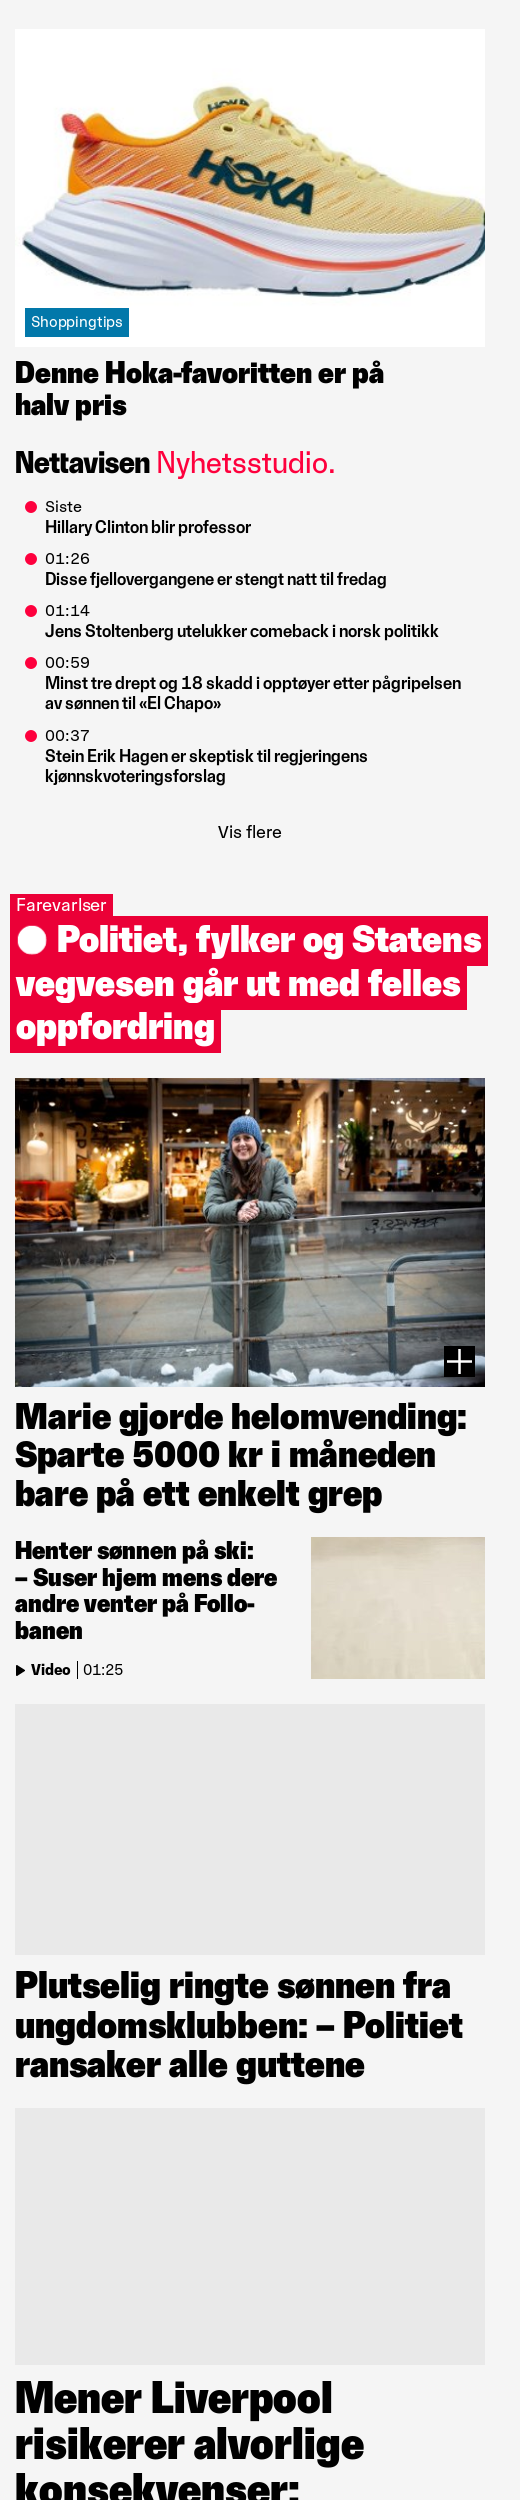 HOKA
HOKA
Shoppingtips
Denne Hoka-favoritten er på
halv pris
Nettavisen Nyhetsstudio.
Siste
Hillary Clinton blir professor
01:26
Disse fjellovergangene er stengt natt til fredag
01:14
Jens Stoltenberg utelukker comeback i norsk politikk
00:59
Minst tre drept og 18 skadd i opptøyer etter pågripelsen
av sønnen til «El Chapo»
00:37
Stein Erik Hagen er skeptisk til regjeringens
kjønnskvoteringsforslag
Vis flere
Farevarlser
Politiet, fylker og Statens
vegvesen går ut med felles
oppfordring
Marie gjorde helomvending:
Sparte 5000 kr i måneden
bare på ett enkelt grep
Henter sønnen på ski:
– Suser hjem mens dere
andre venter på Follo-
banen
Video 01:25
Plutselig ringte sønnen fra
ungdomsklubben: – Politiet
ransaker alle guttene
Mener Liverpool
risikerer alvorlige
konsekvenser: